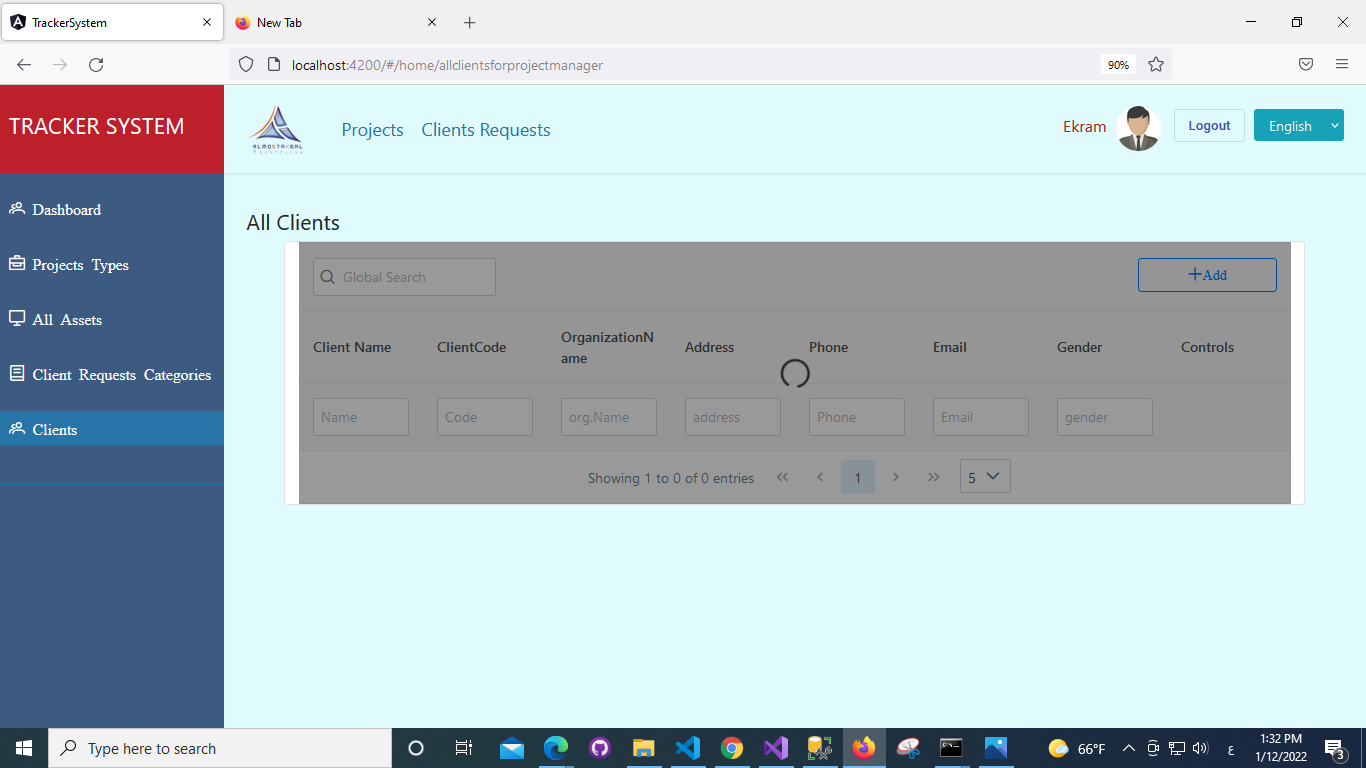 TrackerSystem
New Tab
localhost:4200/#/home/allclientsforprojectmanager
90%
TRACKER SYSTEM
ALMOSTAKBAL
TECHNOLOGY
Projects
Clients Requests
Ekram
Logout
English
Dashboard
Projects Types
All Assets
Client Requests Categories
Clients
All Clients
Global Search
Add
Client Name
ClientCode
OrganizationN
ame
Address
Phone
Email
Gender
Controls
Name
Code
org.Name
address
Phone
Email
gender
Showing 1 to 0 of 0 entries
1
5
Type here to search
66°F
ع
1:32 PM
1/12/2022
3